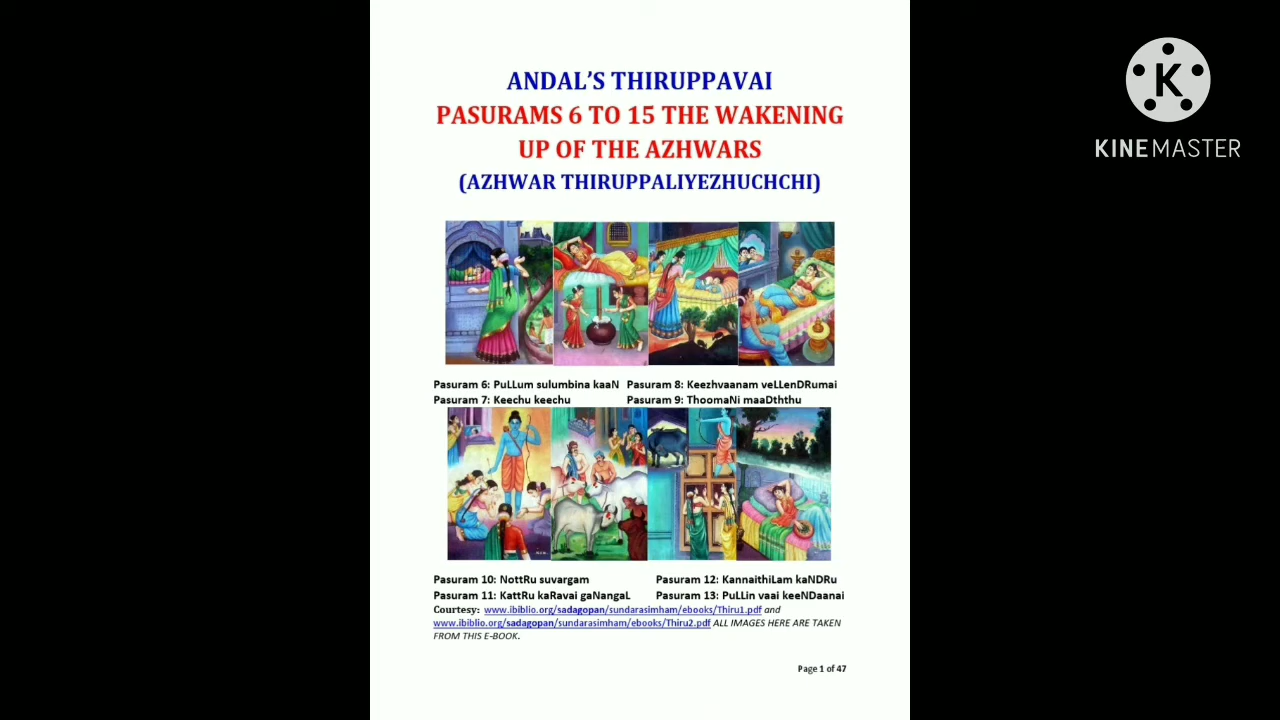 ANDAL'S THIRUPPAVAI
PASURAMS 6 TO 15 THE WAKENING
UP OF THE AZHWARS
(AZHWAR THIRUPPALIYEZHUCHCHI)
K
KINEMASTER
Pasuram 6: PuLLum sulumbina kaaN Pasuram 8: Keezhvaanam veLLenDRumai
Pasuram 7: Keechu keechu Pasuram 9: ThoomaNi maaDththu
Pasuram 10: NottRu suvargam Pasuram 12: KannaithiLam kaNDRu
Pasuram 11: KattRu kaRavai gaNangaL Pasuram 13: PuLLin vaai keeNDaanai
Courtesy: www.ibiblio.org/sadagopan/sundarasimham/ebooks/Thiru1.pdf and
www.ibiblio.org/sadagopan/sundarasimham/ebooks/Thiru2.pdf ALL IMAGES HERE ARE TAKEN
FROM THIS E-BOOK.
Page 1 of 47